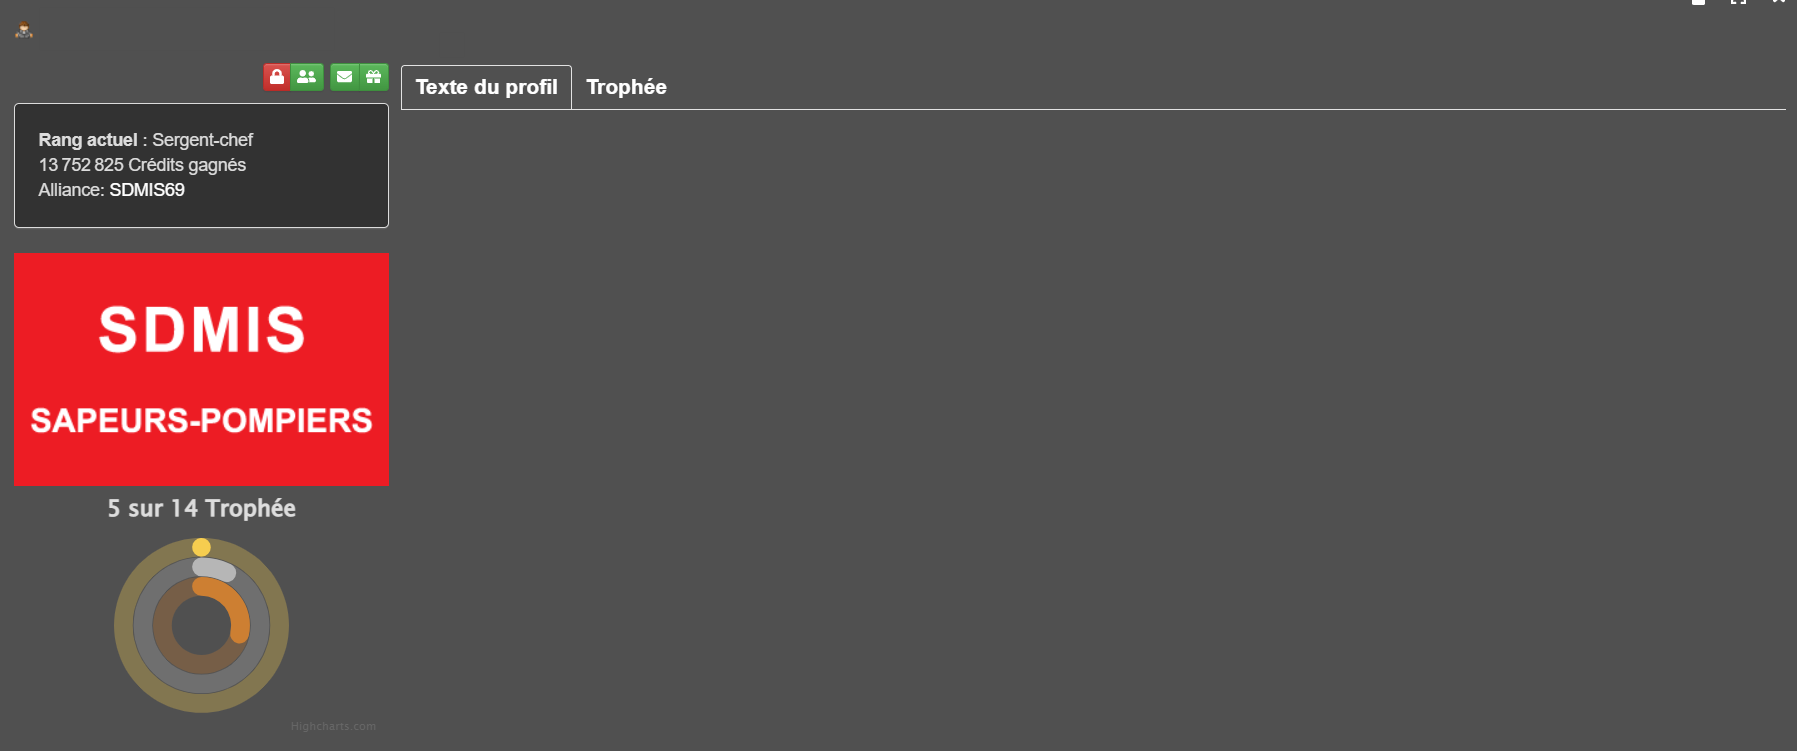 Texte du profil
Trophée
Rang actuel : Sergent-chef
13 752 825 Crédits gagnés
Alliance: SDMIS69
SDMIS
SAPEURS-POMPIERS
5 sur 14 Trophée
Highcharts.com